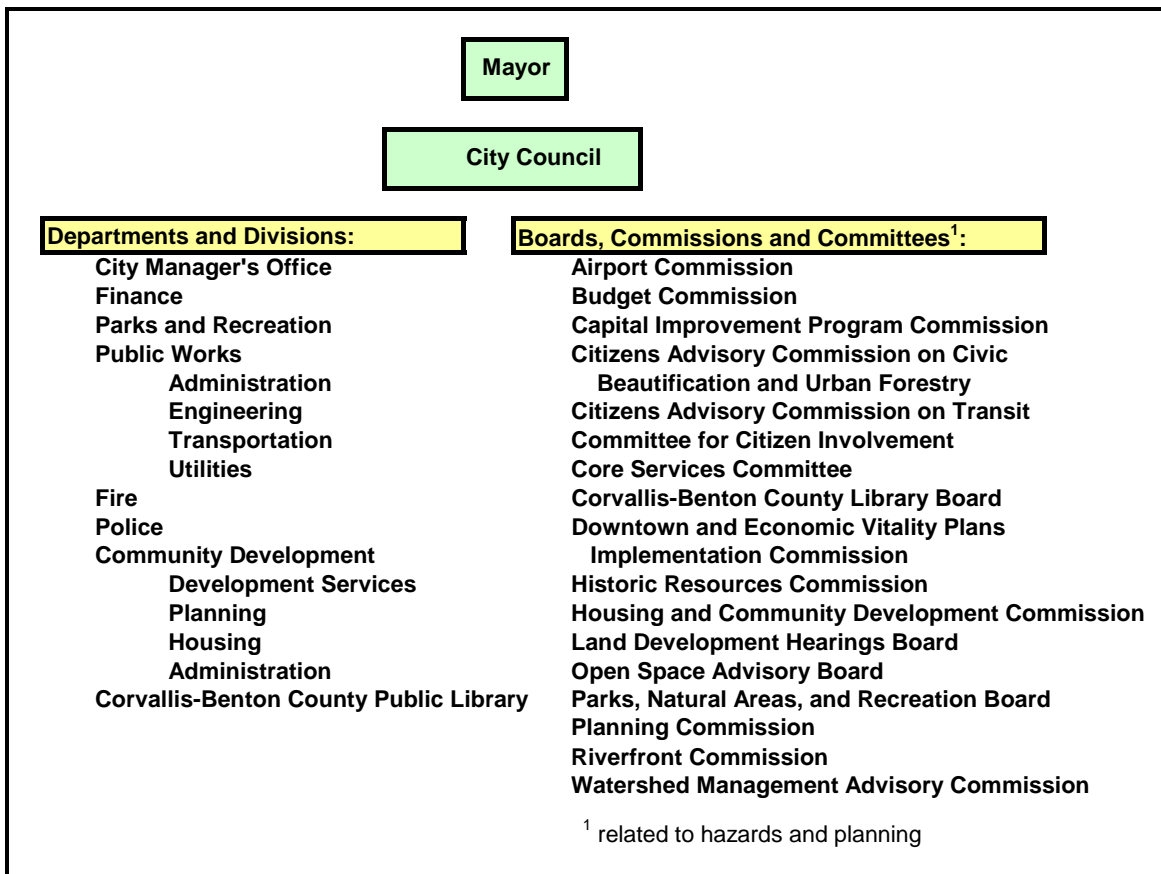 Mayor
City Council
Departments and Divisions:
City Manager's Office
Finance
Parks and Recreation
Public Works
Administration
Engineering
Transportation
Utilities
Fire
Police
Community Development
Development Services
Planning
Housing
Administration
Corvallis-Benton County Public Library
Boards, Commissions and Committees¹:
Airport Commission
Budget Commission
Capital Improvement Program Commission
Citizens Advisory Commission on Civic
Beautification and Urban Forestry
Citizens Advisory Commission on Transit
Committee for Citizen Involvement
Core Services Committee
Corvallis-Benton County Library Board
Downtown and Economic Vitality Plans
Implementation Commission
Historic Resources Commission
Housing and Community Development Commission
Land Development Hearings Board
Open Space Advisory Board
Parks, Natural Areas, and Recreation Board
Planning Commission
Riverfront Commission
Watershed Management Advisory Commission
¹ related to hazards and planning